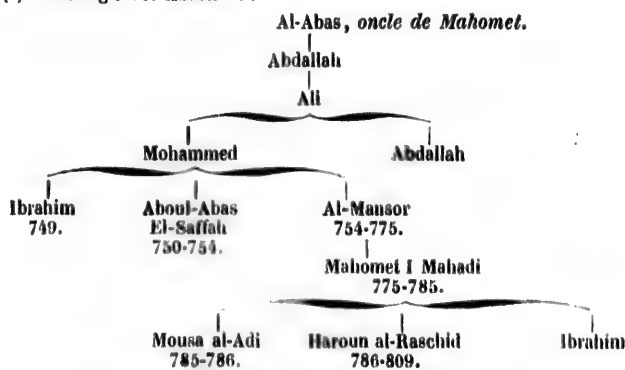 Al-Abas, oncle de Mahomet.
Abdallah
Ali
Mohammed Abdallah
Ibrahim Aboul-Abas Al-Mansor
749. El-Saffah 754-775.
750-754.
Mahomet I Mahadi
775-785.
Mousa al-Adi Haroun al-Raschid Ibrahim
785-786. 786-809.